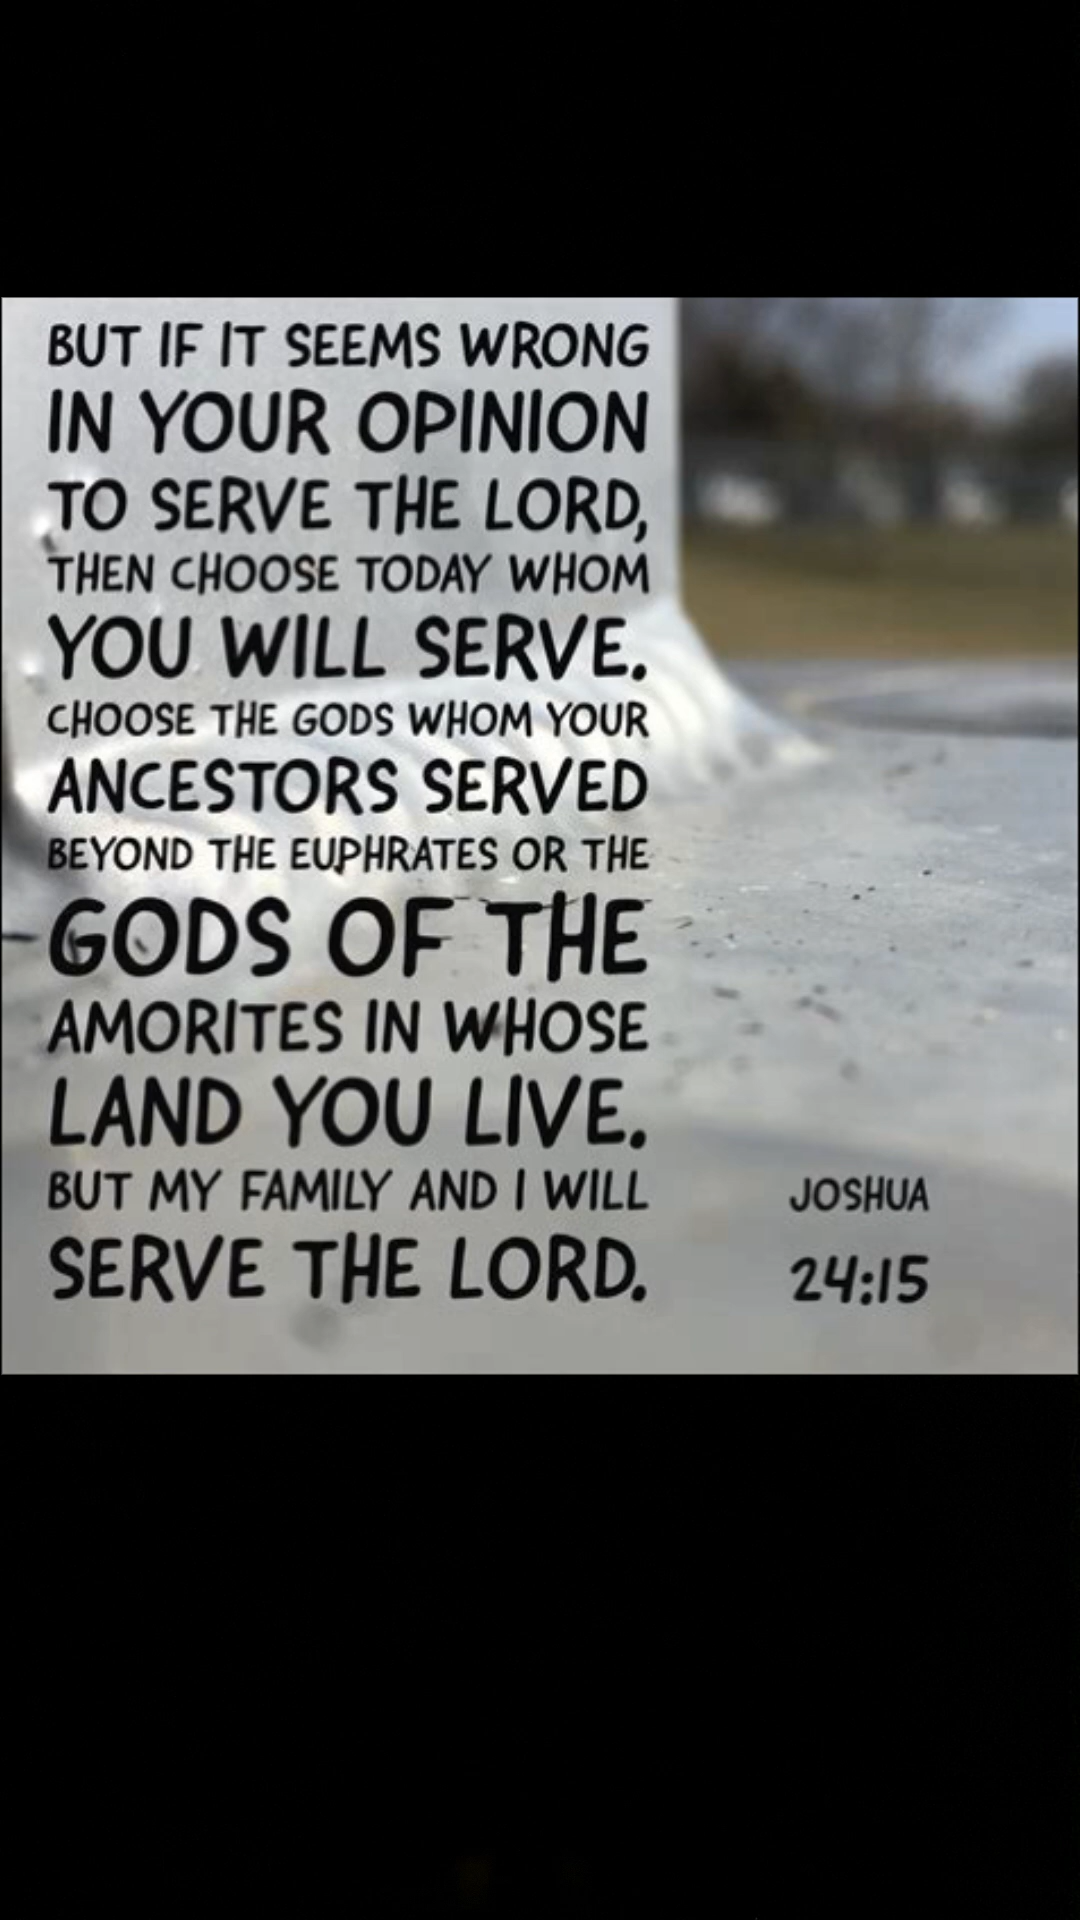 BUT IF IT SEEMS WRONG
IN YOUR OPINION
TO SERVE THE LORD,
THEN CHOOSE TODAY WHOM
YOU WILL SERVE.
CHOOSE THE GODS WHOM YOUR
ANCESTORS SERVED
BEYOND THE EUPHRATES OR THE
GODS OF THE
AMORITES IN WHOSE
LAND YOU LIVE.
BUT MY FAMILY AND I WILL
SERVE THE LORD.
JOSHUA
24:15